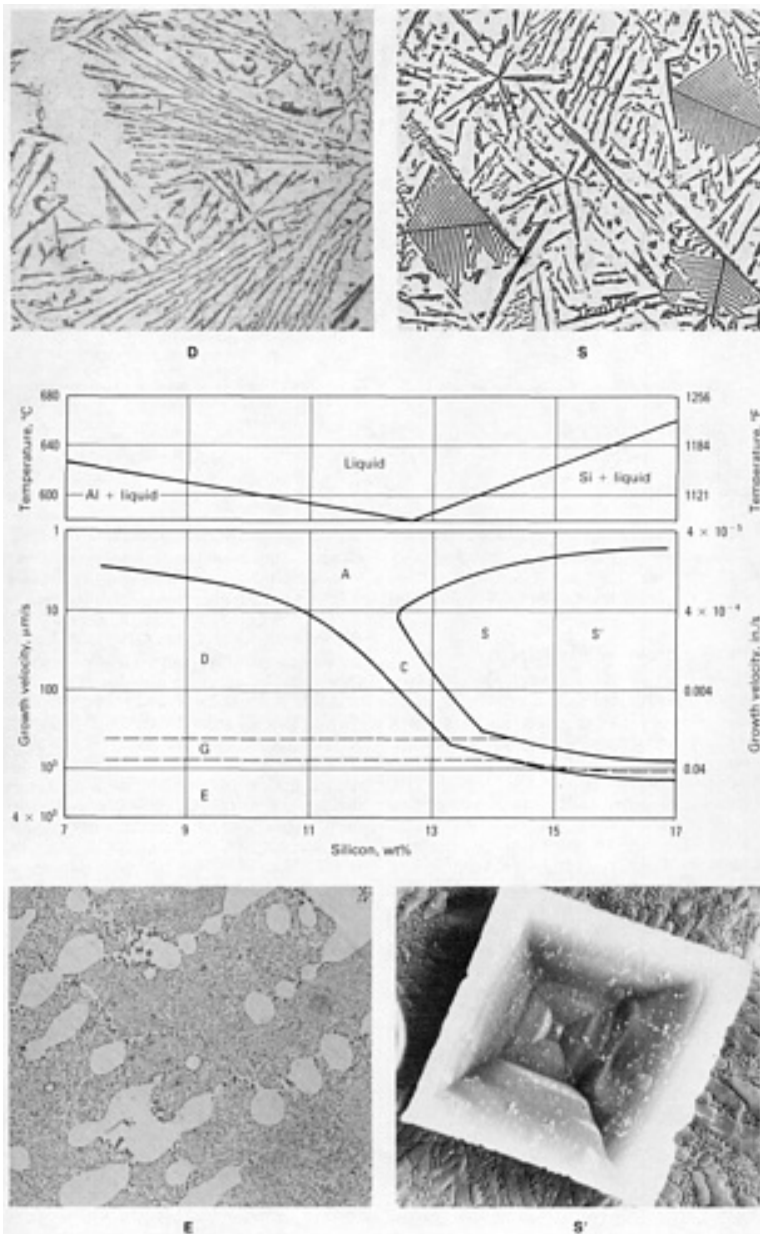 D
S
Temperature, °C
680
640
600
Liquid
Al + liquid
Si + liquid
1256
1184
1121
Temperature, °F
Growth velocity, μm/s
1
10
100
10³
A
D
C
S
S'
G
E
4 × 10⁻⁵
4 × 10⁻⁴
0.004
0.04
Growth velocity, in./s
7
9
11
13
15
17
Silicon, wt%
E
S'